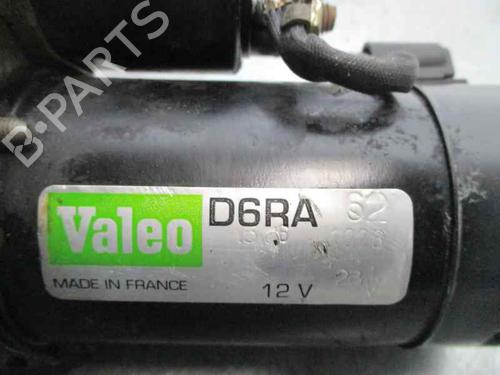 B-PARTS
Valeo D6RA 62
MADE IN FRANCE 12 V